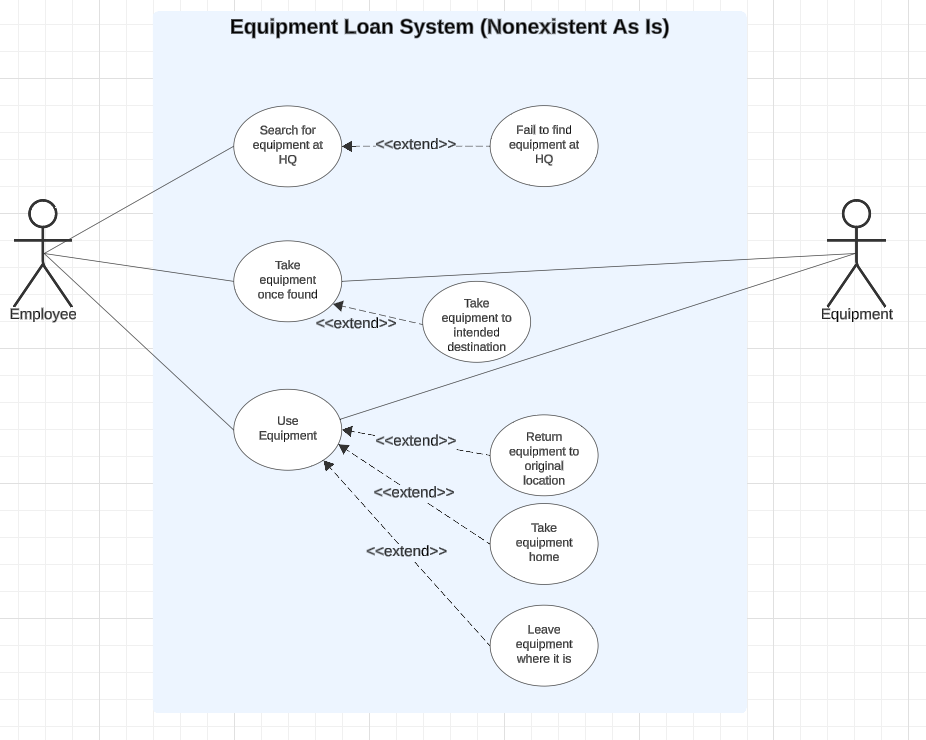 Equipment Loan System (Nonexistent As Is)
Search for
equipment at
HQ
<<extend>>
Fail to find
equipment at
HQ
Employee
Take
equipment
once found
<<extend>>
Take
equipment to
intended
destination
Equipment
Use
Equipment
<<extend>>
Return
equipment to
original
location
<<extend>>
Take
equipment
home
<<extend>>
Leave
equipment
where it is